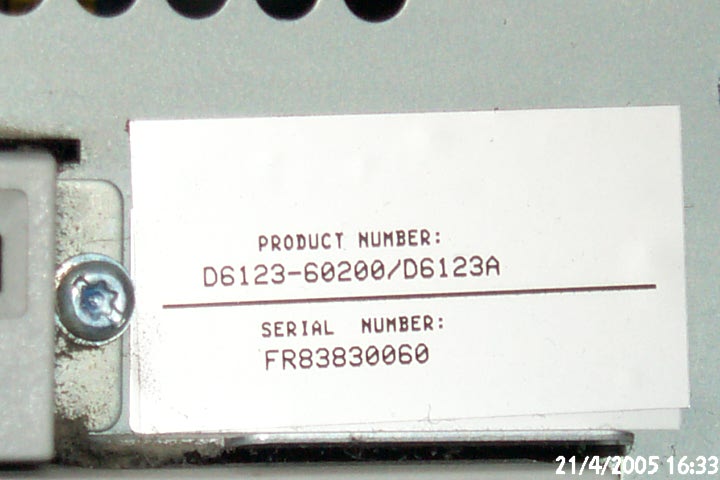 PRODUCT NUMBER:
D6123-60200/D6123A
SERIAL NUMBER:
FR83830060
21/4/2005 16:33